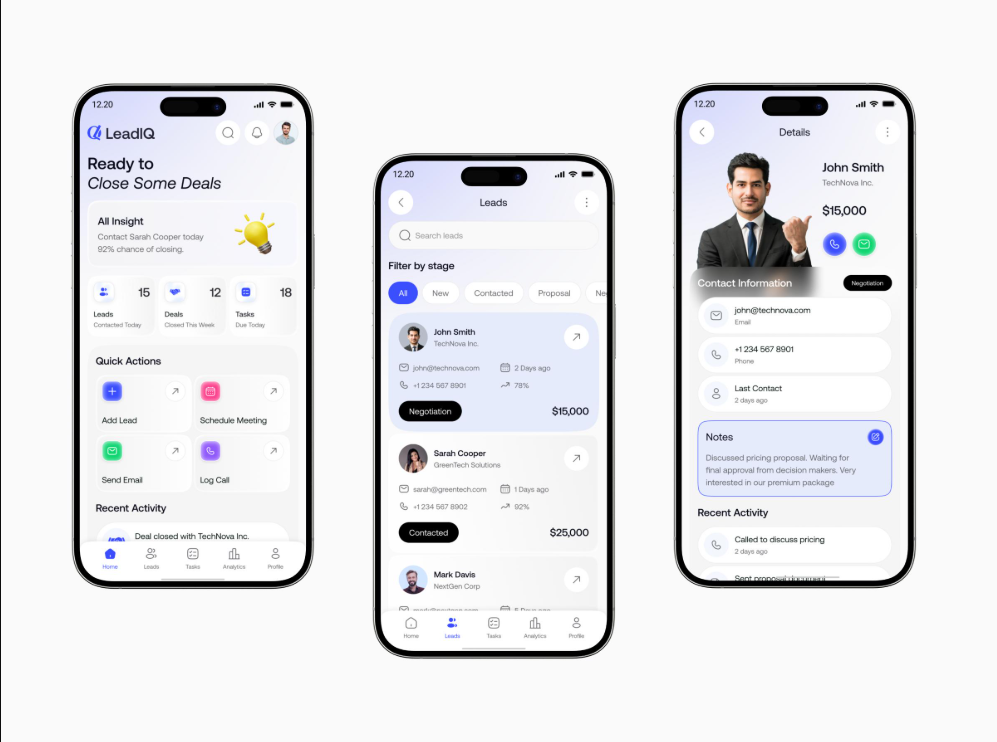 12.20
LeadIQ
Ready to
Close Some Deals
All Insight
Contact Sarah Cooper today
92% chance of closing.
15
Leads
Contacted Today
12
Deals
Closed This Week
18
Tasks
Due Today
Quick Actions
Add Lead
Schedule Meeting
Send Email
Log Call
Recent Activity
Deal closed with TechNova Inc.
Home
Leads
Tasks
Analytics
Profile
12.20
Leads
Search leads
Filter by stage
All
New
Contacted
Proposal
Ne
John Smith
TechNova Inc.
john@technova.com
2 Days ago
+1 234 567 8901
78%
Negotiation
$15,000
Sarah Cooper
GreenTech Solutions
sarah@greentech.com
1 Days ago
+1 234 567 8902
92%
Contacted
$25,000
Mark Davis
NextGen Corp
Home
Leads
Tasks
Analytics
Profile
12.20
Details
John Smith
TechNova Inc.
$15,000
Contact Information
Negotiation
john@technova.com
Email
+1 234 567 8901
Phone
Last Contact
2 days ago
Notes
Discussed pricing proposal. Waiting for
final approval from decision makers. Very
interested in our premium package
Recent Activity
Called to discuss pricing
2 days ago
Sent proposal document